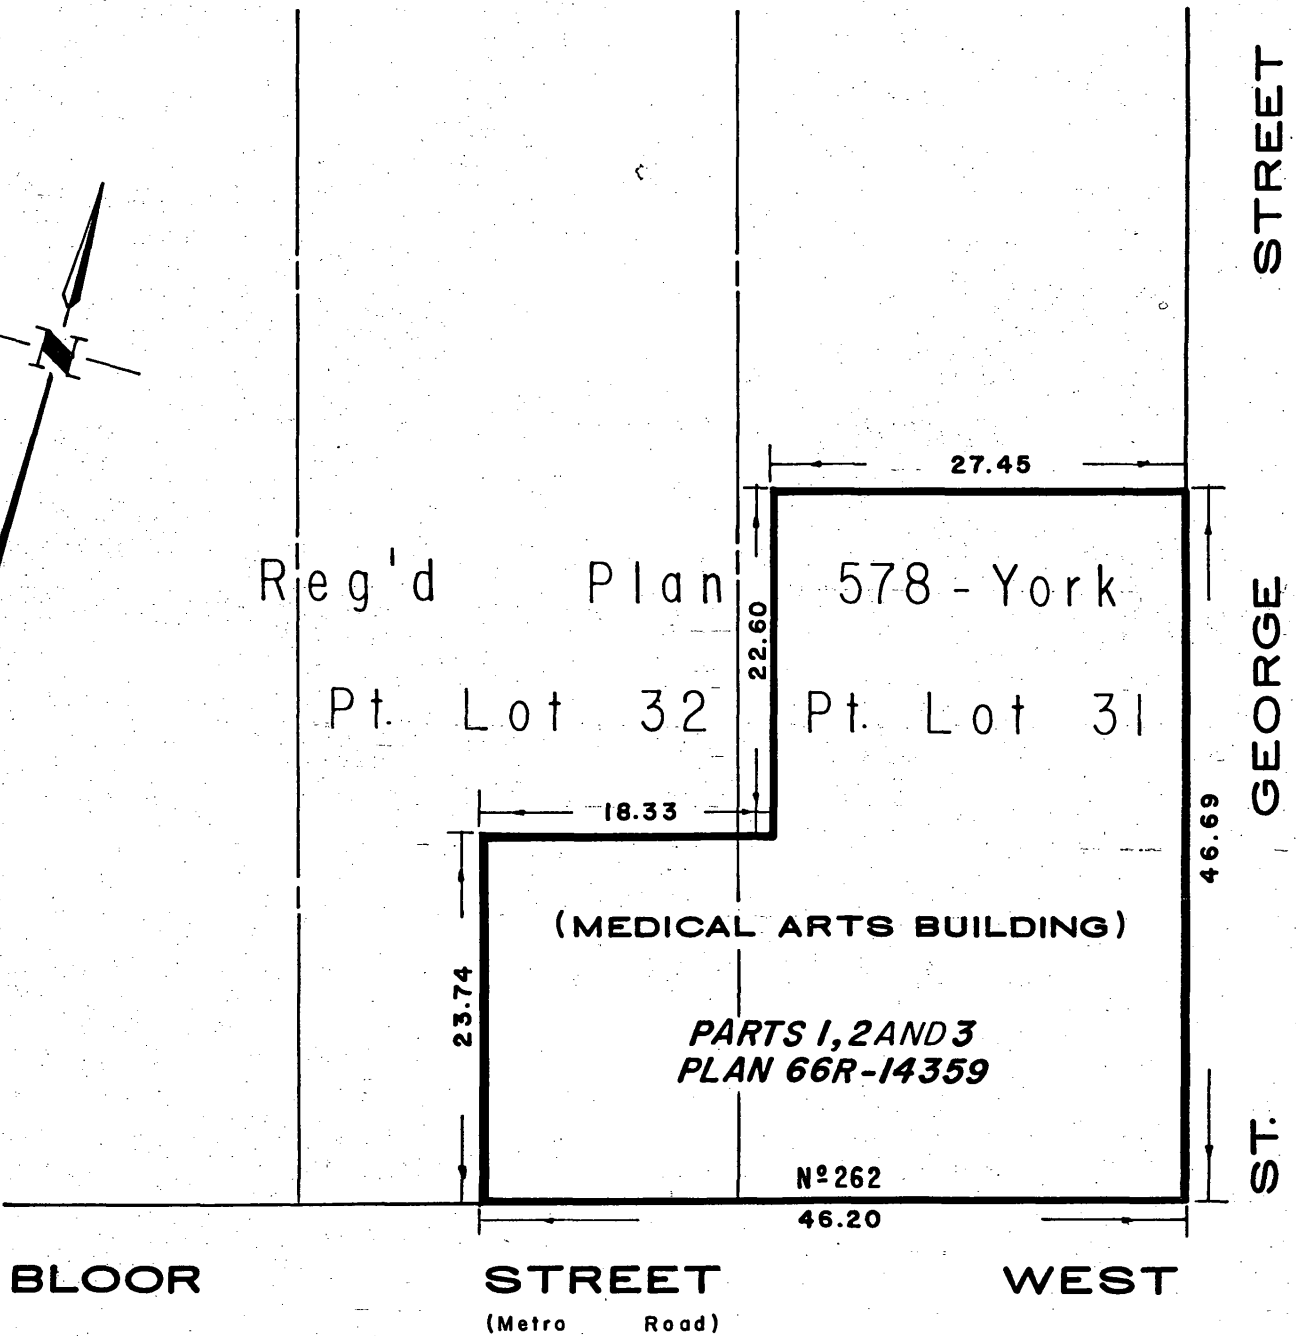 STREET
N
27.45
Reg'd Plan 578 - York
22.60
GEORGE
Pt. Lot 32 Pt. Lot 31
18.33
46.69
(MEDICAL ARTS BUILDING)
23.74
PARTS 1, 2 AND 3
PLAN 66R-14359
ST.
Nº 262
46.20
BLOOR STREET WEST
(Metro Road)